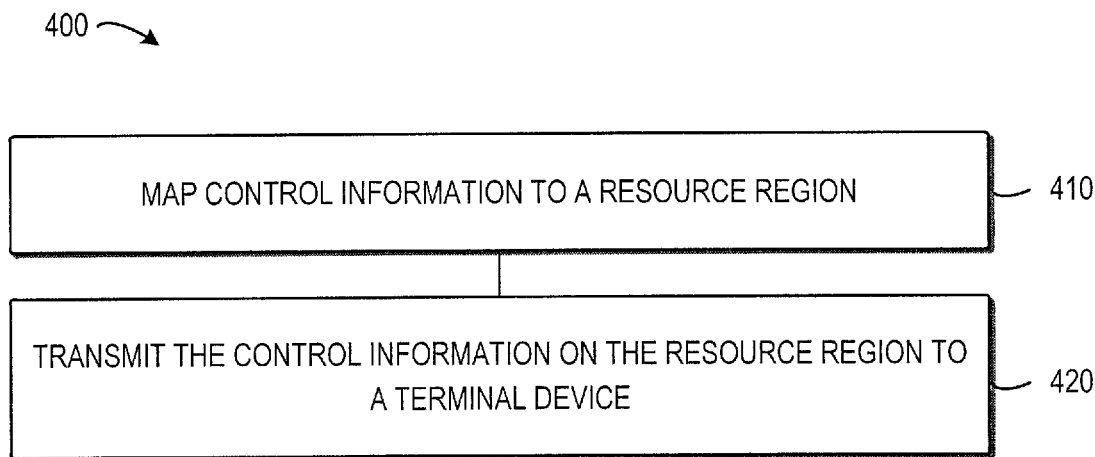 400
MAP CONTROL INFORMATION TO A RESOURCE REGION
410
TRANSMIT THE CONTROL INFORMATION ON THE RESOURCE REGION TO
A TERMINAL DEVICE
420